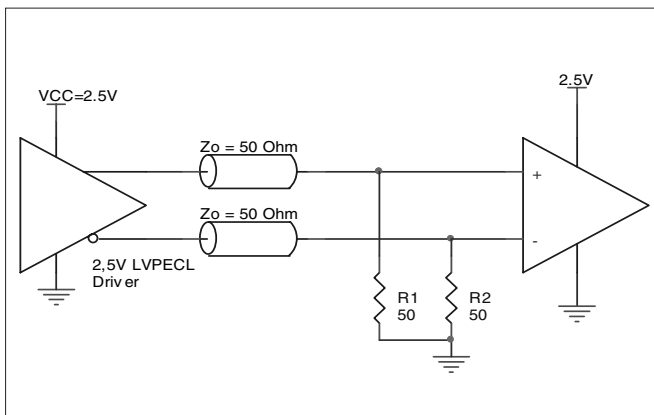 VCC=2.5V
2.5V
Zo = 50 Ohm
+
Zo = 50 Ohm
-
2,5V LVPECL
Driver
R1
50
R2
50